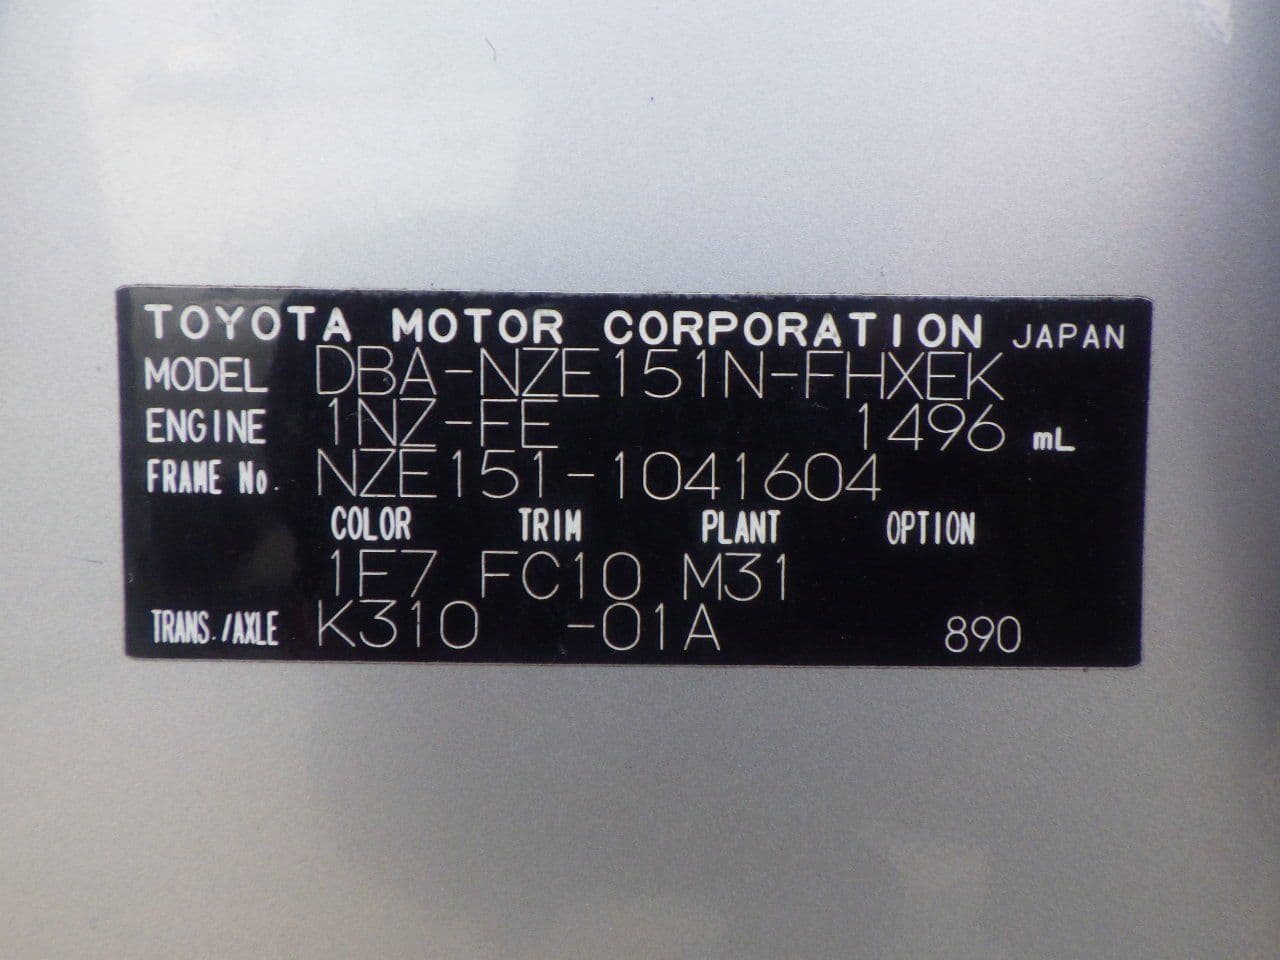 TOYOTA MOTOR CORPORATION JAPAN
MODEL DBA-NZE151N-FHXEK
ENGINE 1NZ-FE 1496 mL
FRAME No. NZE151-1041604
COLOR TRIM PLANT OPTION
1F7 FC10 M31
TRANS./AXLE K310 -01A 890